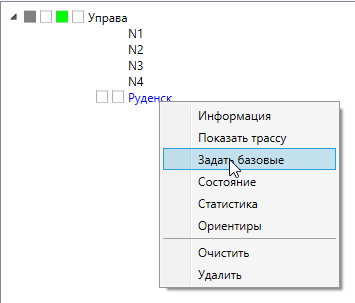 Управа
N1
N2
N3
N4
Руденск
Информация
Показать трассу
Задать базовые
Состояние
Статистика
Ориентиры
Очистить
Удалить